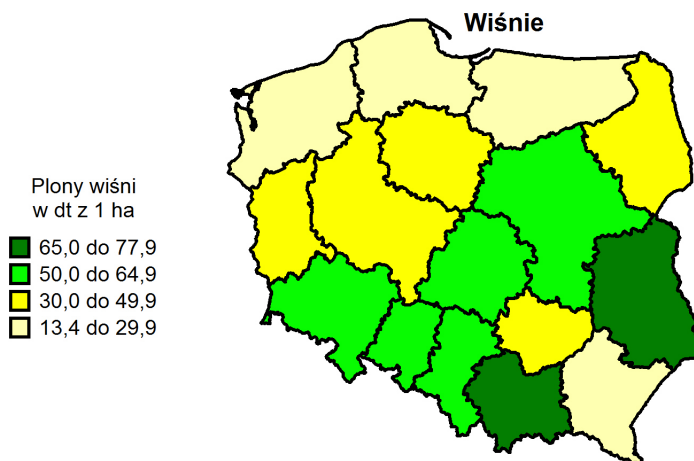 Wiśnie
Plony wiśni
w dt z 1 ha
65,0 do 77,9
50,0 do 64,9
30,0 do 49,9
13,4 do 29,9